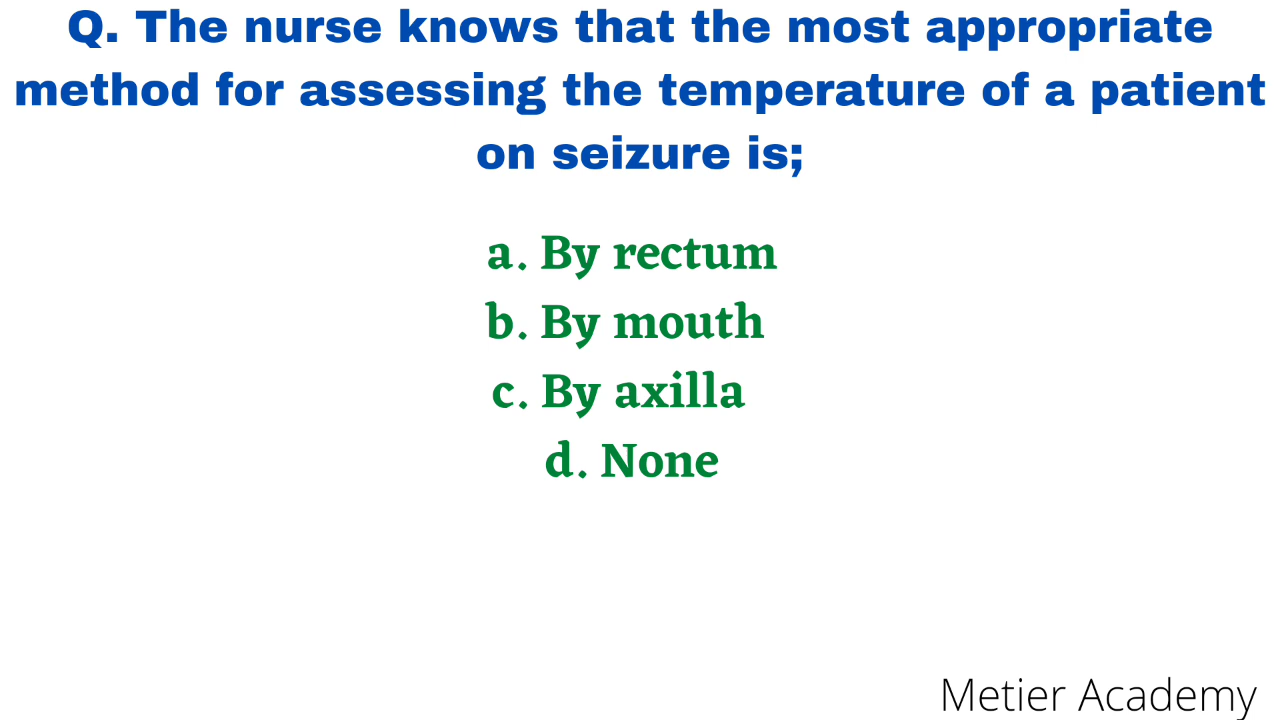 Q. The nurse knows that the most appropriate
method for assessing the temperature of a patient
on seizure is;
a. By rectum
b. By mouth
c. By axilla
d. None
Metier Academy